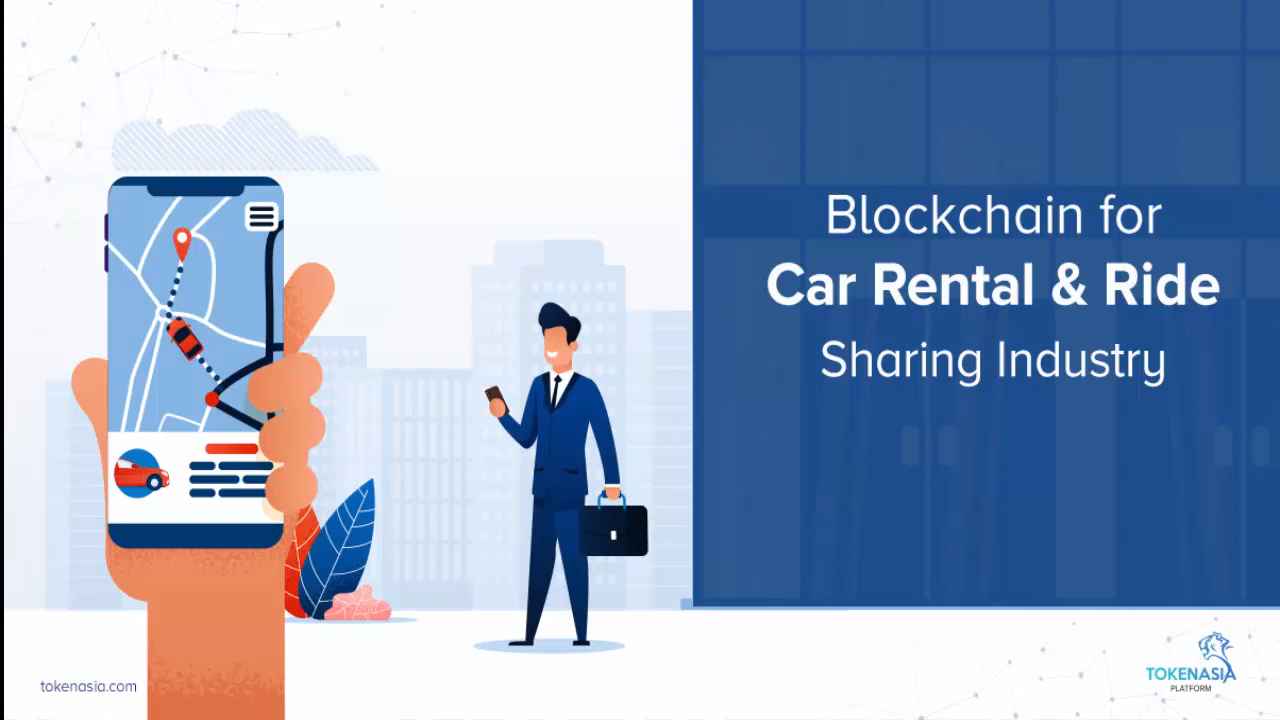 Blockchain for
Car Rental & Ride
Sharing Industry
tokenasia.com
TOKENASIA
PLATFORM